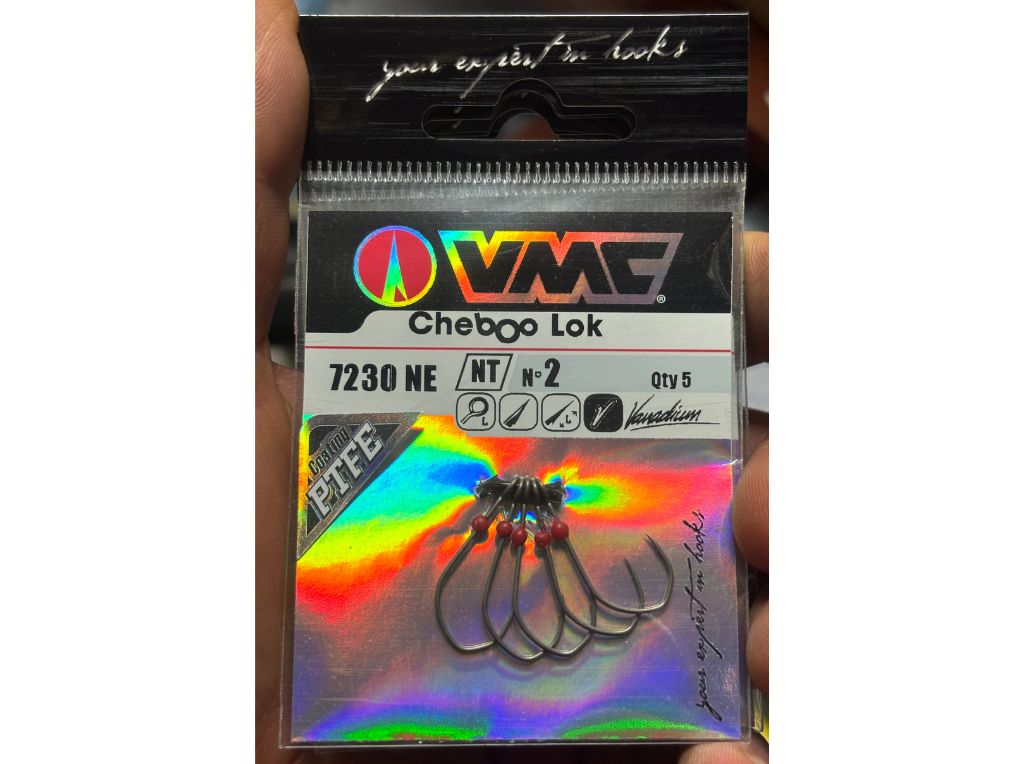 your expert in hooks
VMC®
Cheboo Lok
7230 NE NT N° 2 Qty 5
L L Vanadium
Coating
PTFE
your expert in hooks